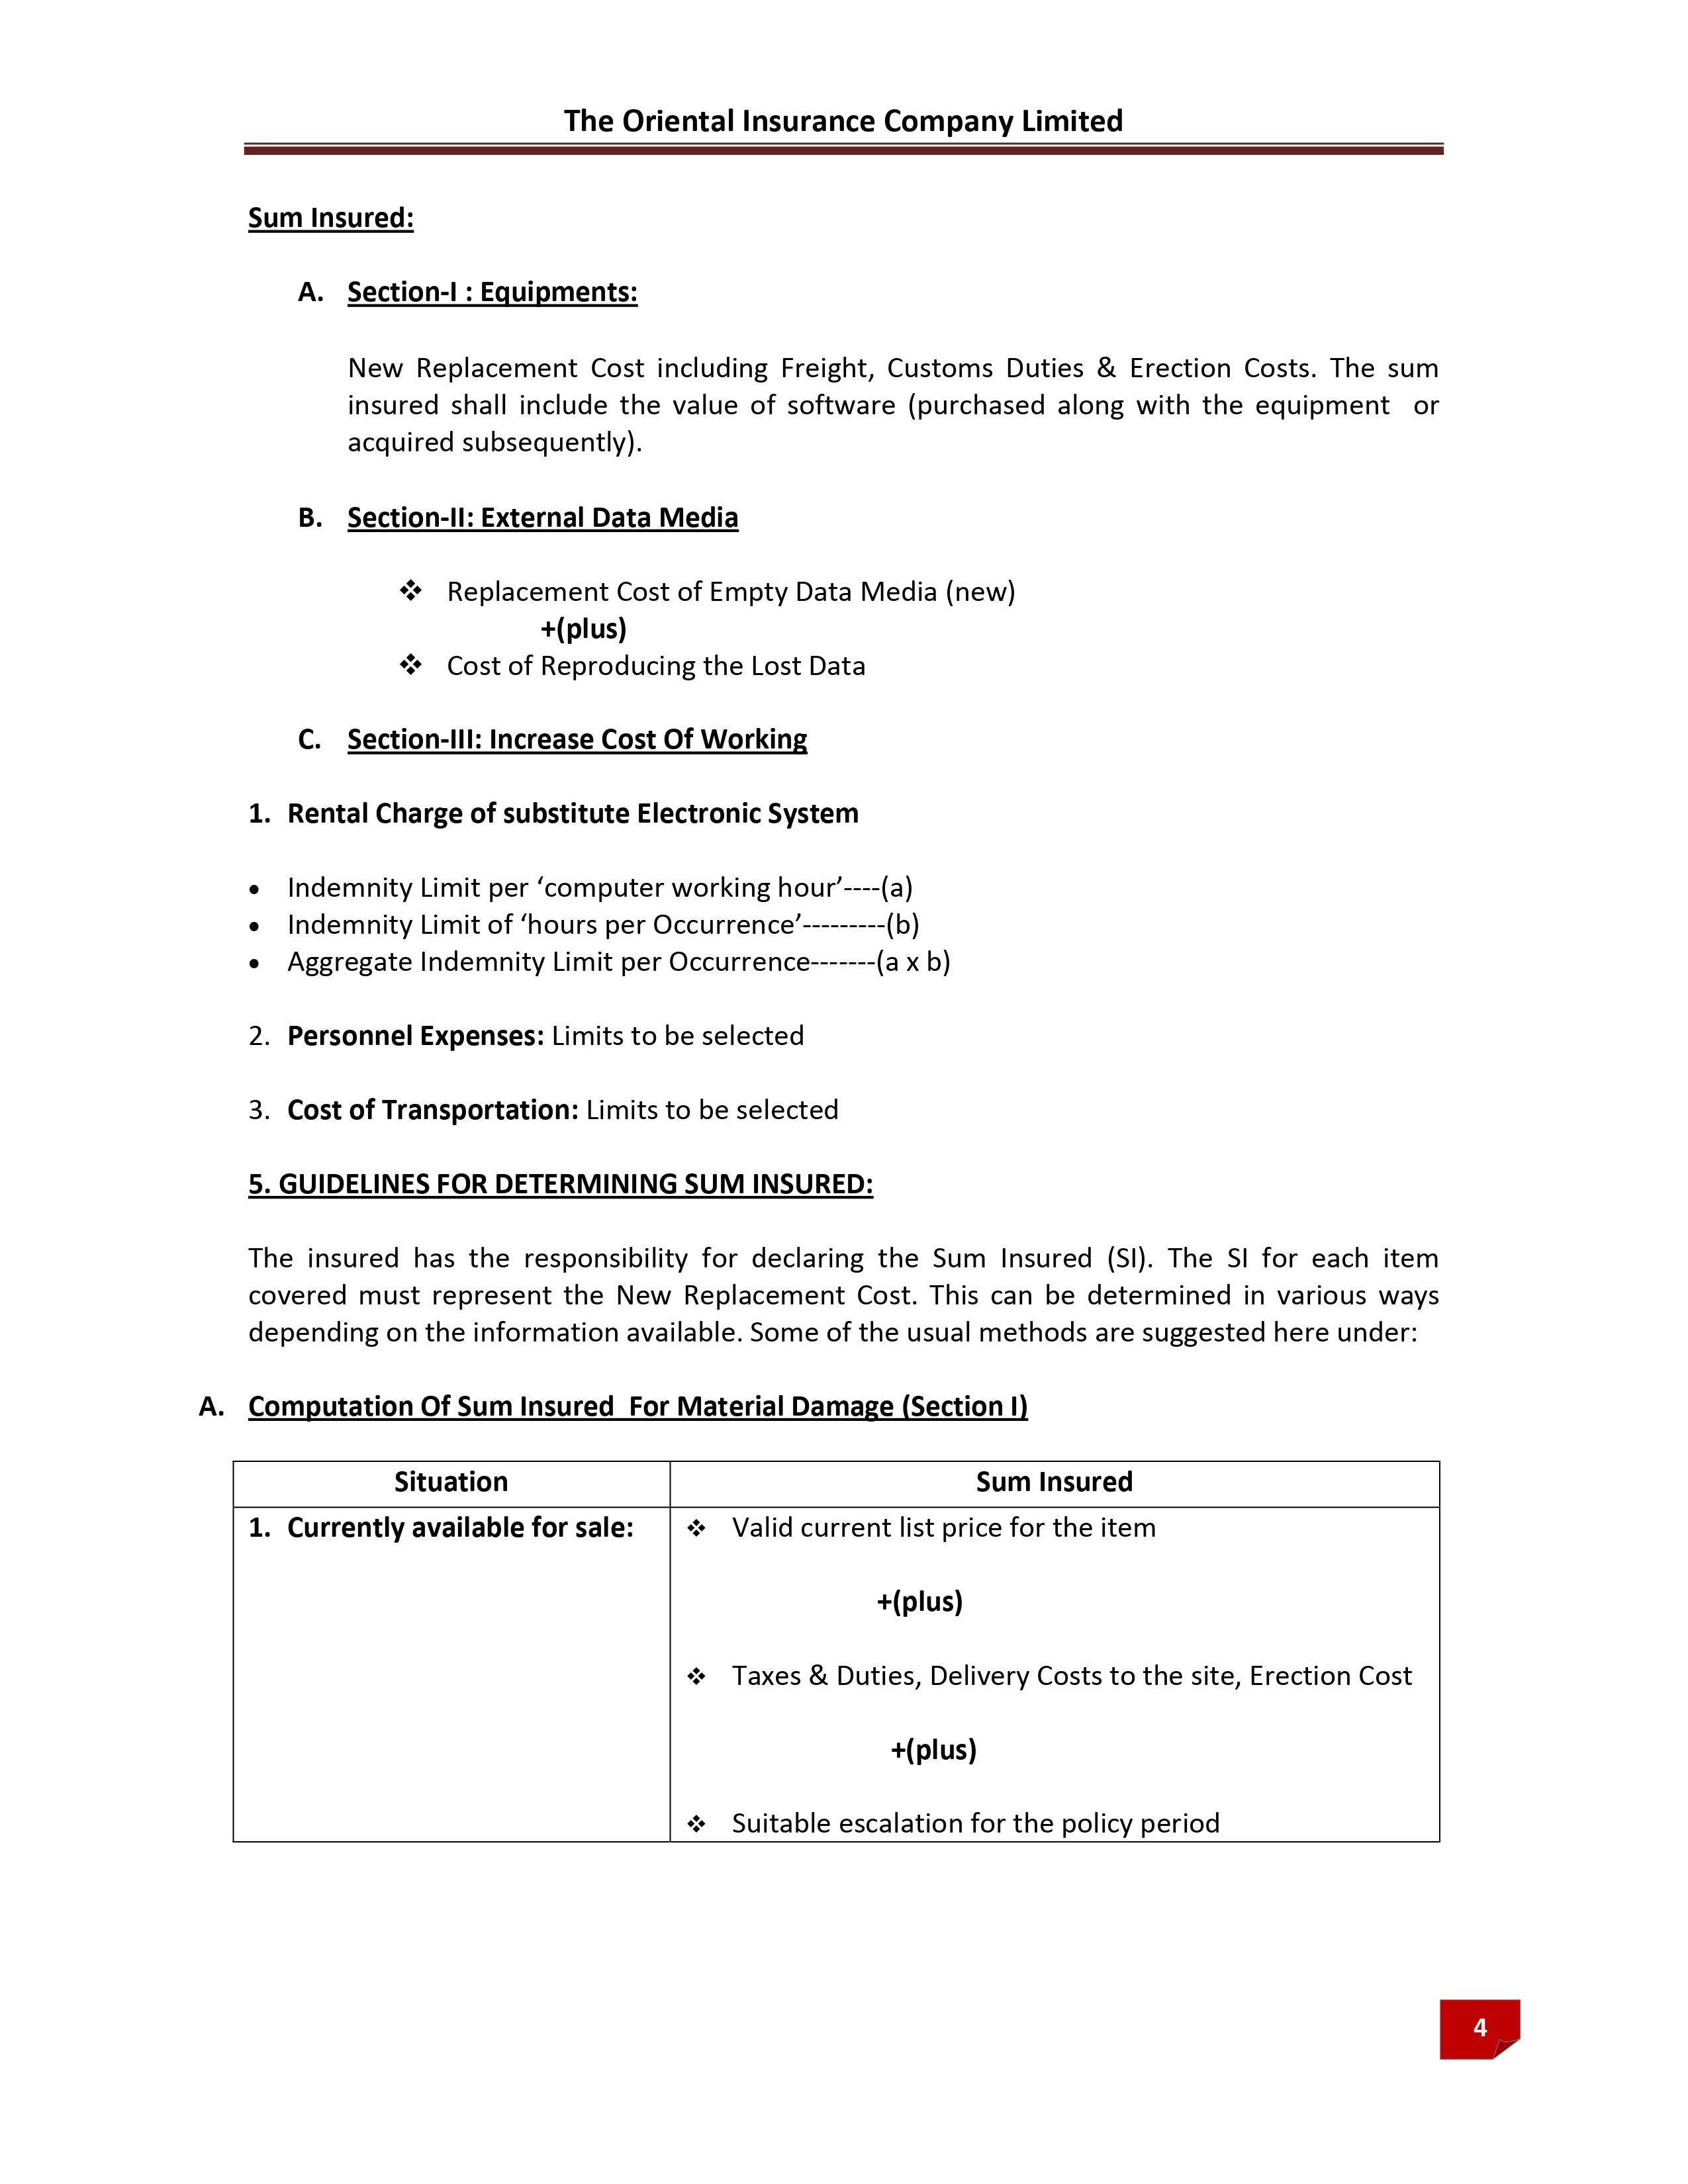 The Oriental Insurance Company Limited
Sum Insured:
A. Section-I : Equipments:
New Replacement Cost including Freight, Customs Duties & Erection Costs. The sum
insured shall include the value of software (purchased along with the equipment or
acquired subsequently).
B. Section-II: External Data Media
❖ Replacement Cost of Empty Data Media (new)
+(plus)
❖ Cost of Reproducing the Lost Data
C. Section-III: Increase Cost Of Working
1. Rental Charge of substitute Electronic System
• Indemnity Limit per ‘computer working hour’----(a)
• Indemnity Limit of ‘hours per Occurrence’---------(b)
• Aggregate Indemnity Limit per Occurrence-------(a x b)
2. Personnel Expenses: Limits to be selected
3. Cost of Transportation: Limits to be selected
5. GUIDELINES FOR DETERMINING SUM INSURED:
The insured has the responsibility for declaring the Sum Insured (SI). The SI for each item
covered must represent the New Replacement Cost. This can be determined in various ways
depending on the information available. Some of the usual methods are suggested here under:
A. Computation Of Sum Insured For Material Damage (Section I)
Situation Sum Insured
1. Currently available for sale: ❖ Valid current list price for the item
+(plus)
❖ Taxes & Duties, Delivery Costs to the site, Erection Cost
+(plus)
❖ Suitable escalation for the policy period
4